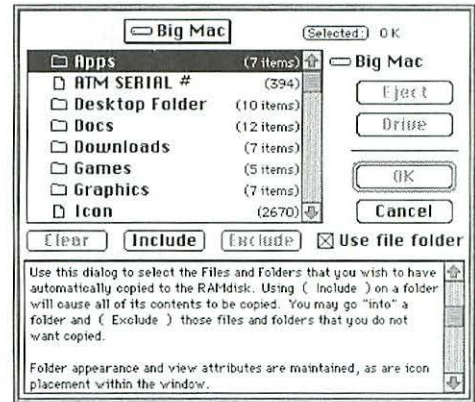 Big Mac
Selected: 0K
Apps (7 items)
Big Mac
ATM SERIAL # (394)
Desktop Folder (10 items)
Eject
Docs (12 items)
Drive
Downloads (7 items)
Games (5 items)
OK
Graphics (7 items)
Icon (2670)
Cancel
Clear Include Exclude Use file folder
Use this dialog to select the Files and Folders that you wish to have
automatically copied to the RAMdisk. Using ( Include ) on a folder
will cause all of its contents to be copied. You may go "into" a
folder and ( Exclude ) those files and folders that you do not
want copied.
Folder appearance and view attributes are maintained, as are icon
placement within the window.